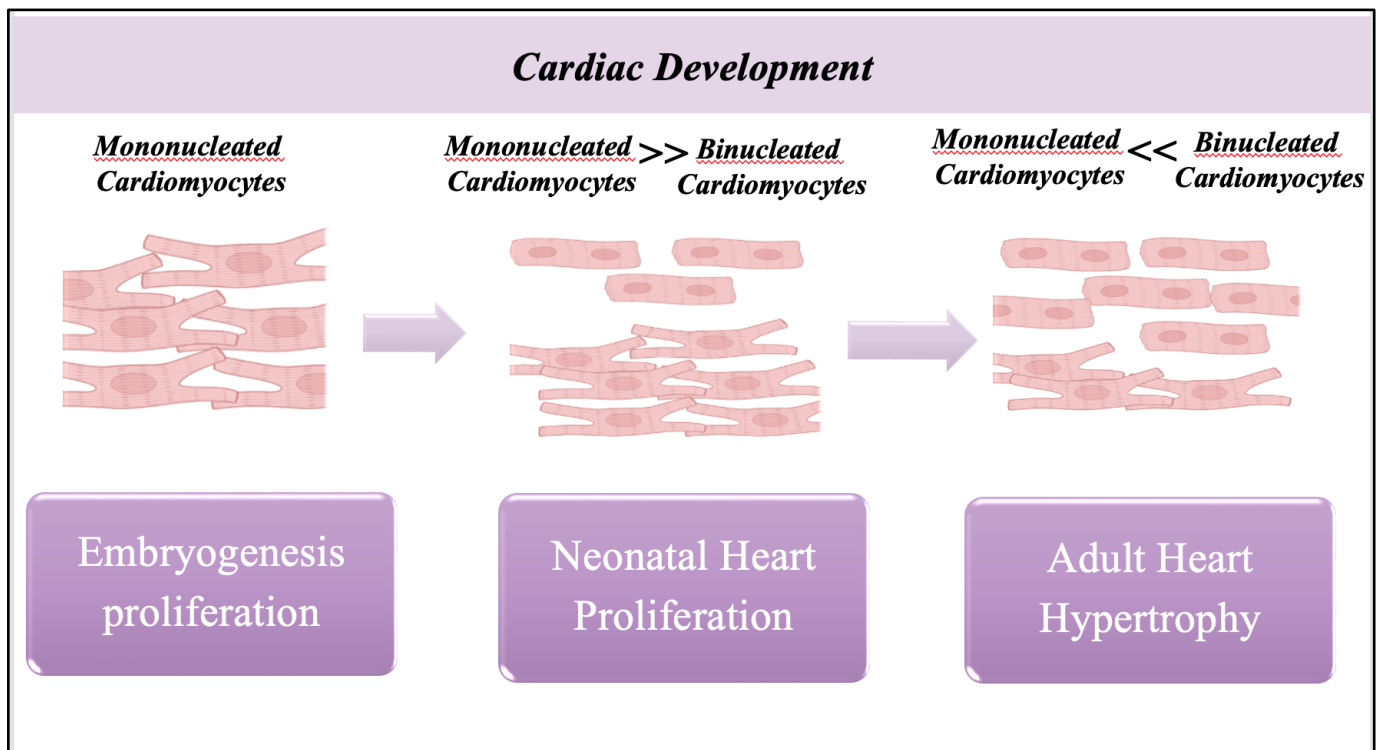 Cardiac Development
Mononucleated
Cardiomyocytes
Mononucleated >> Binucleated
Cardiomyocytes Cardiomyocytes
Mononucleated << Binucleated
Cardiomyocytes Cardiomyocytes
Embryogenesis
proliferation
Neonatal Heart
Proliferation
Adult Heart
Hypertrophy